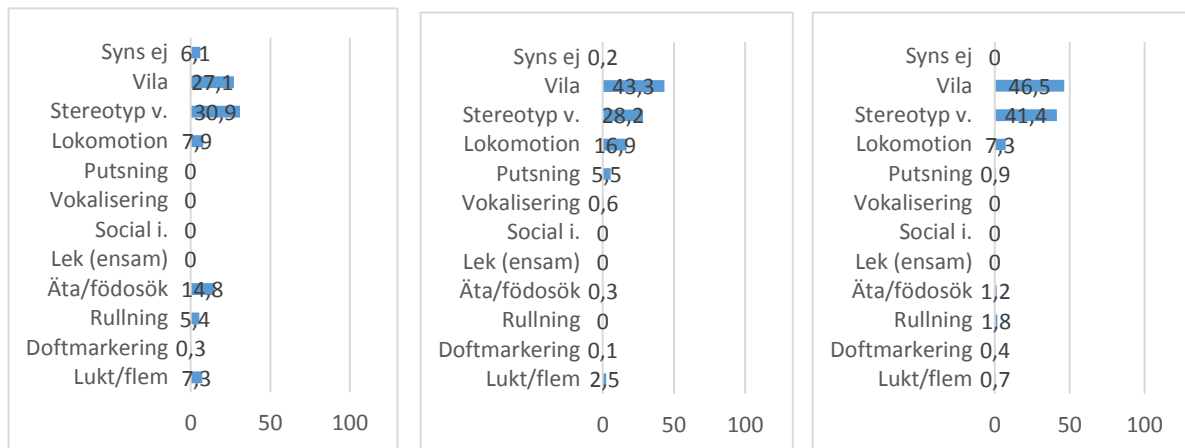 Syns ej 6,1
Vila 27,1
Stereotyp v. 30,9
Lokomotion 7,9
Putsning 0
Vokalisering 0
Social i. 0
Lek (ensam) 0
Äta/födosök 14,8
Rullning 5,4
Doftmarkering 0,3
Lukt/flem 7,3
0 50 100
Syns ej 0,2
Vila 43,3
Stereotyp v. 28,2
Lokomotion 16,9
Putsning 5,5
Vokalisering 0,6
Social i. 0
Lek (ensam) 0
Äta/födosök 0,3
Rullning 0
Doftmarkering 0,1
Lukt/flem 2,5
0 50 100
Syns ej 0
Vila 46,5
Stereotyp v. 41,4
Lokomotion 7,3
Putsning 0,9
Vokalisering 0
Social i. 0
Lek (ensam) 0
Äta/födosök 1,2
Rullning 1,8
Doftmarkering 0,4
Lukt/flem 0,7
0 50 100